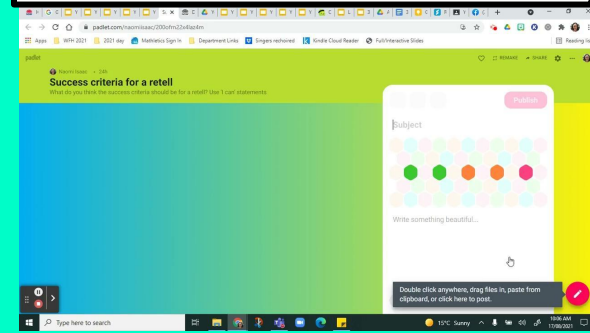 padlet.com/naomiisaac/200ofm22x4laz4m
Apps WFH 2021 2021 day Mathletics Sign In Department Links Singers rechoired Kindle Cloud Reader Full/Interactive Slides Reading lis
padlet
REMAKE SHARE
Naomi Isaac 24h
Success criteria for a retell
What do you think the success criteria should be for a retell? Use 'I can' statements
Publish
Subject
Write something beautiful...
Double click anywhere, drag files in, paste from
clipboard, or click here to post.
Type here to search
15°C Sunny
10:06 AM
17/08/2021